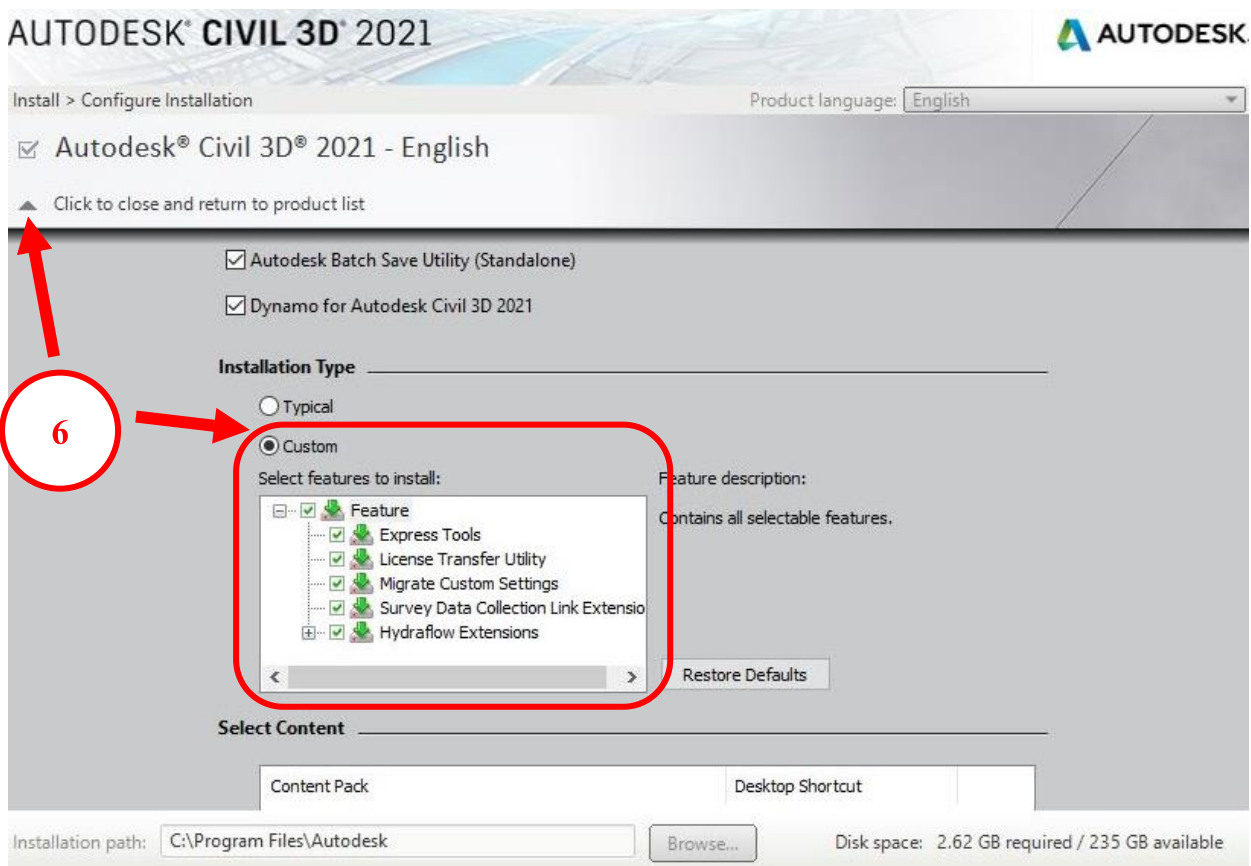 AUTODESK® CIVIL 3D® 2021
AUTODESK.
Install > Configure Installation
Product language: English
Autodesk® Civil 3D® 2021 - English
Click to close and return to product list
Autodesk Batch Save Utility (Standalone)
Dynamo for Autodesk Civil 3D 2021
Installation Type
Typical
6
Custom
Select features to install:
Feature description:
Feature
Contains all selectable features.
Express Tools
License Transfer Utility
Migrate Custom Settings
Survey Data Collection Link Extensio
Hydraflow Extensions
Restore Defaults
Select Content
Content Pack
Desktop Shortcut
Installation path: C:\Program Files\Autodesk
Browse...
Disk space: 2.62 GB required / 235 GB available